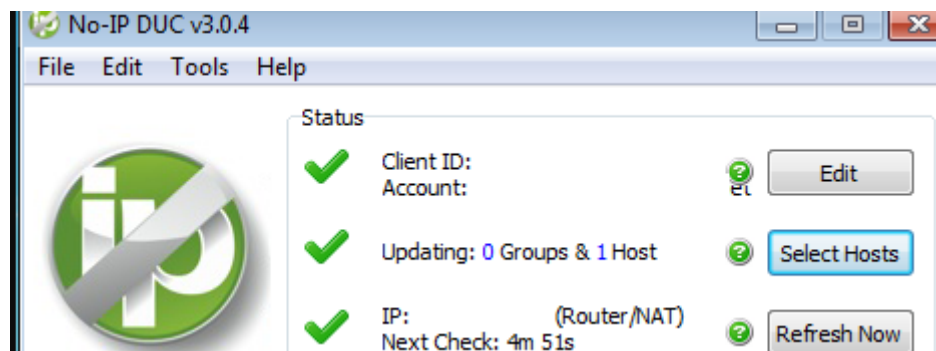 No-IP DUC v3.0.4
File Edit Tools Help
Status
Client ID:
Account:
Edit
Updating: 0 Groups & 1 Host
Select Hosts
IP: (Router/NAT)
Next Check: 4m 51s
Refresh Now
ip